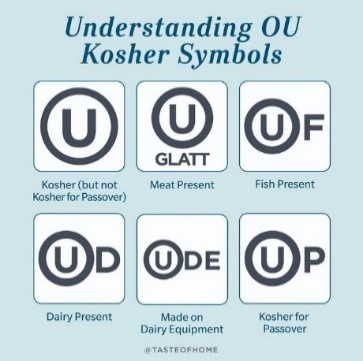 Understanding OU
Kosher Symbols
U
U
GLATT
U F
Kosher (but not
Kosher for Passover)
Meat Present
Fish Present
U D
U DE
U P
Dairy Present
Made on
Dairy Equipment
Kosher for
Passover
@TASTEOFHOME